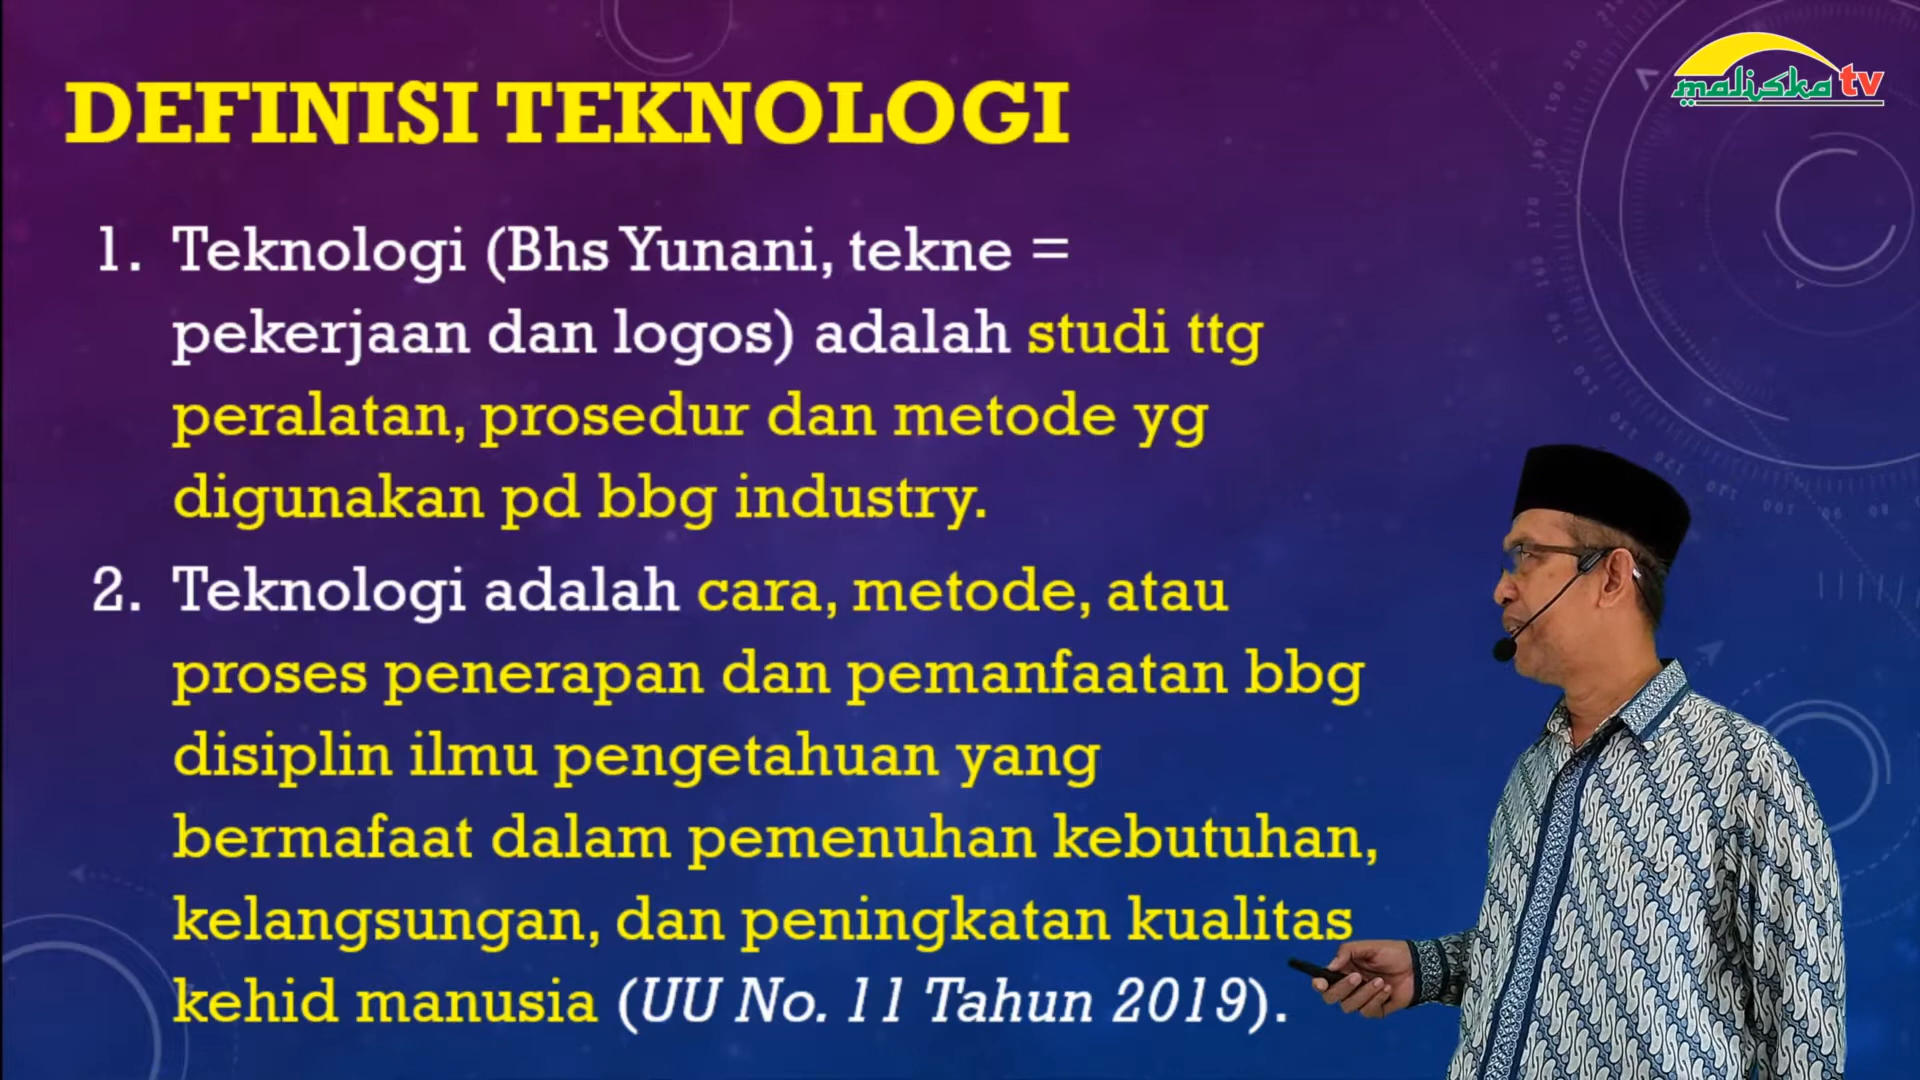 maliska tv
DEFINISI TEKNOLOGI
1. Teknologi (Bhs Yunani, tekne =
pekerjaan dan logos) adalah studi ttg
peralatan, prosedur dan metode yg
digunakan pd bbg industry.
2. Teknologi adalah cara, metode, atau
proses penerapan dan pemanfaatan bbg
disiplin ilmu pengetahuan yang
bermafaat dalam pemenuhan kebutuhan,
kelangsungan, dan peningkatan kualitas
kehid manusia (UU No. 11 Tahun 2019).